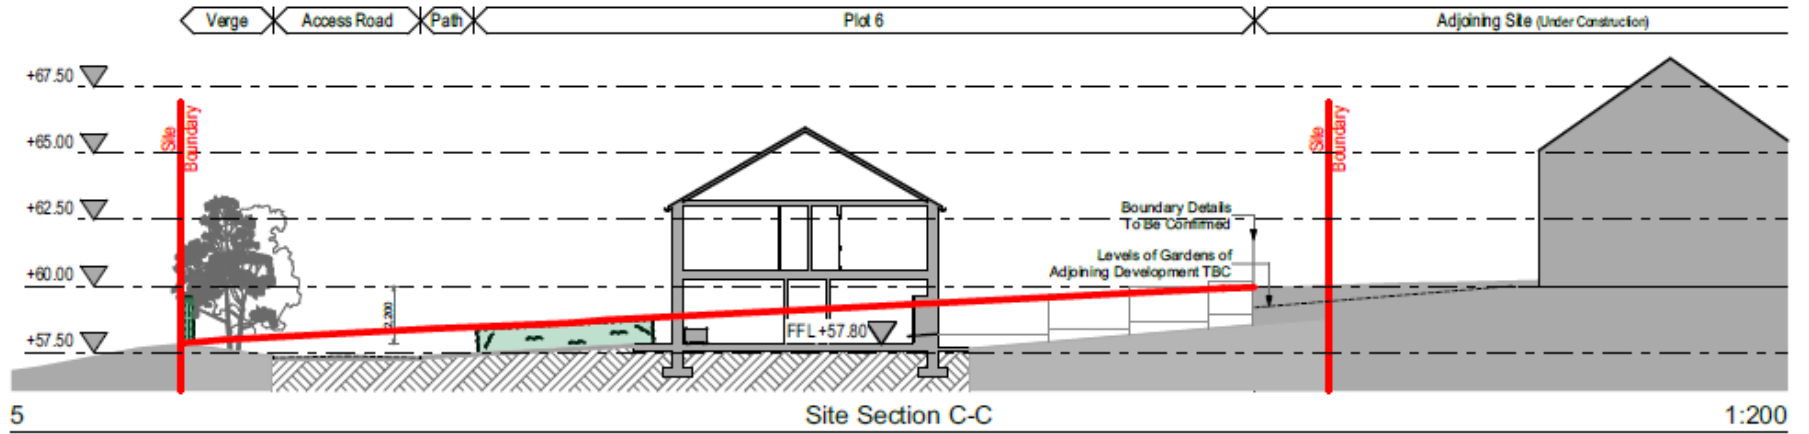 Verge Access Road Path Plot 6 Adjoining Site (Under Construction)
+67.50
Site
Boundary
Site
Boundary
+65.00
+62.50
Boundary Details
To Be Confirmed
Levels of Gardens of
Adjoining Development TBC
+60.00
2,200
FFL +57.80
+57.50
5 Site Section C-C 1:200